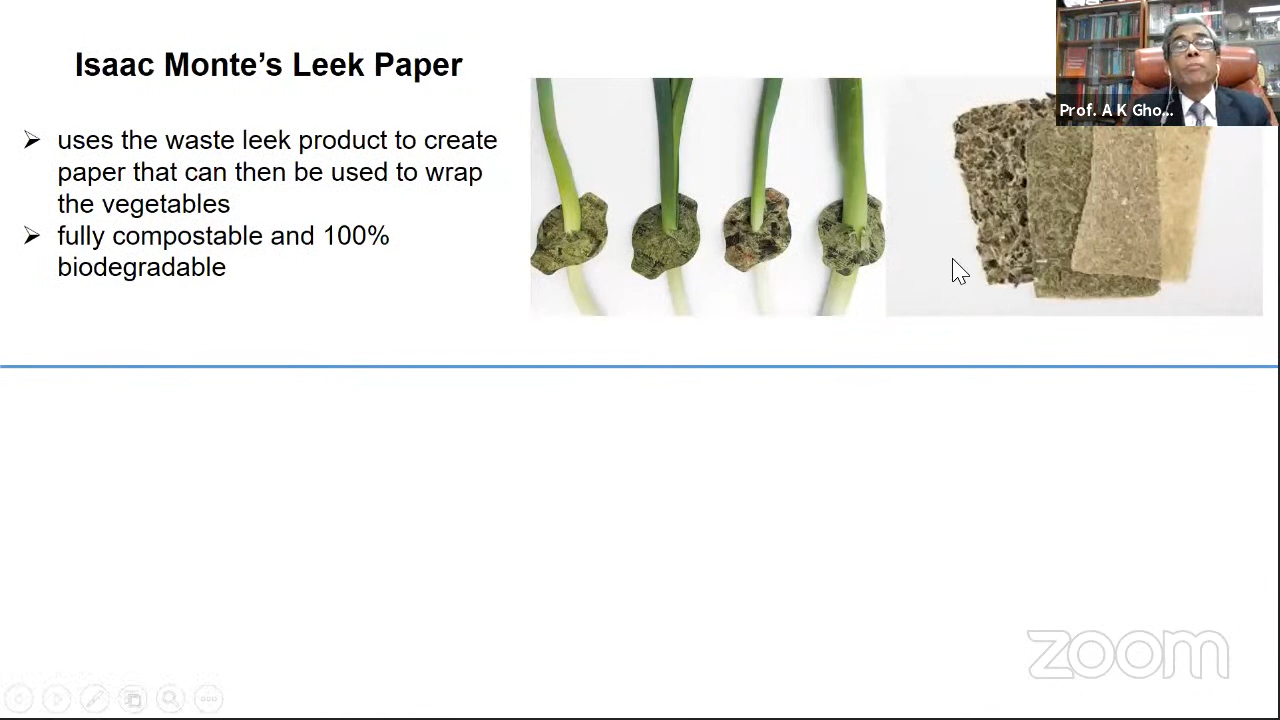 Isaac Monte’s Leek Paper
➢ uses the waste leek product to create
paper that can then be used to wrap
the vegetables
➢ fully compostable and 100%
biodegradable
Prof. A K Gho...
zoom